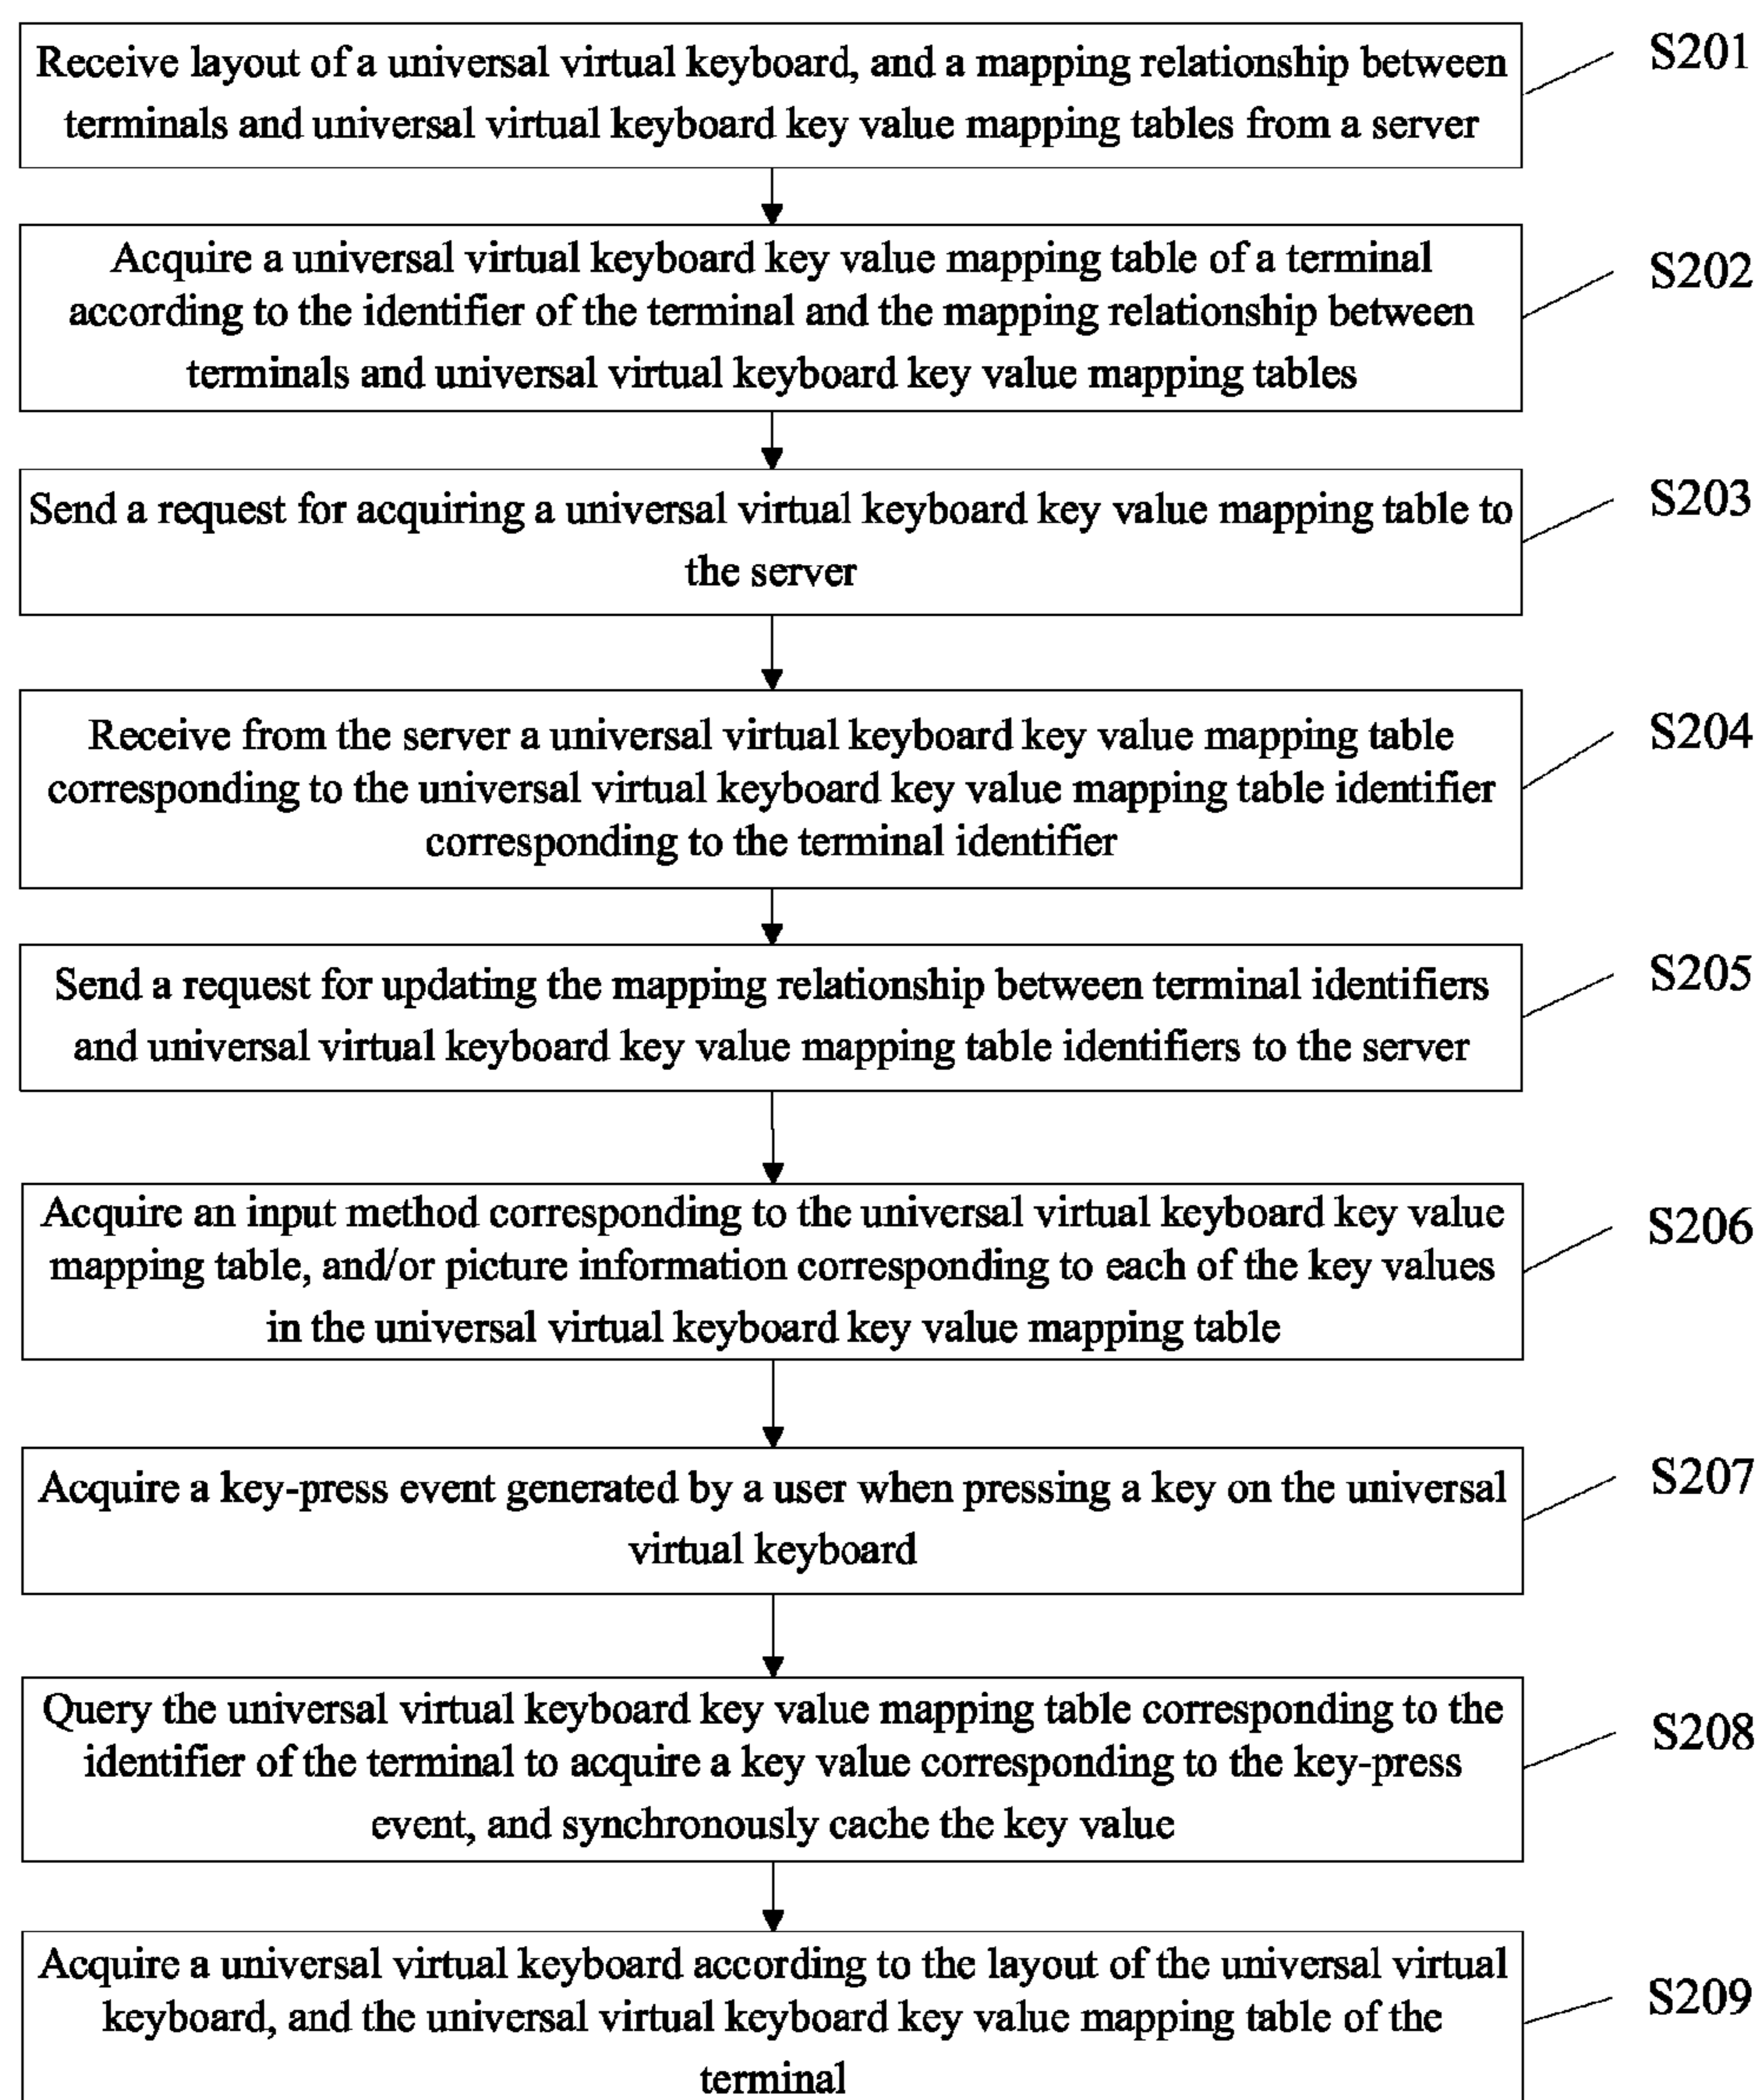 Receive layout of a universal virtual keyboard, and a mapping relationship between
terminals and universal virtual keyboard key value mapping tables from a server
S201
Acquire a universal virtual keyboard key value mapping table of a terminal
according to the identifier of the terminal and the mapping relationship between
terminals and universal virtual keyboard key value mapping tables
S202
Send a request for acquiring a universal virtual keyboard key value mapping table to
the server
S203
Receive from the server a universal virtual keyboard key value mapping table
corresponding to the universal virtual keyboard key value mapping table identifier
corresponding to the terminal identifier
S204
Send a request for updating the mapping relationship between terminal identifiers
and universal virtual keyboard key value mapping table identifiers to the server
S205
Acquire an input method corresponding to the universal virtual keyboard key value
mapping table, and/or picture information corresponding to each of the key values
in the universal virtual keyboard key value mapping table
S206
Acquire a key-press event generated by a user when pressing a key on the universal
virtual keyboard
S207
Query the universal virtual keyboard key value mapping table corresponding to the
identifier of the terminal to acquire a key value corresponding to the key-press
event, and synchronously cache the key value
S208
Acquire a universal virtual keyboard according to the layout of the universal virtual
keyboard, and the universal virtual keyboard key value mapping table of the
terminal
S209